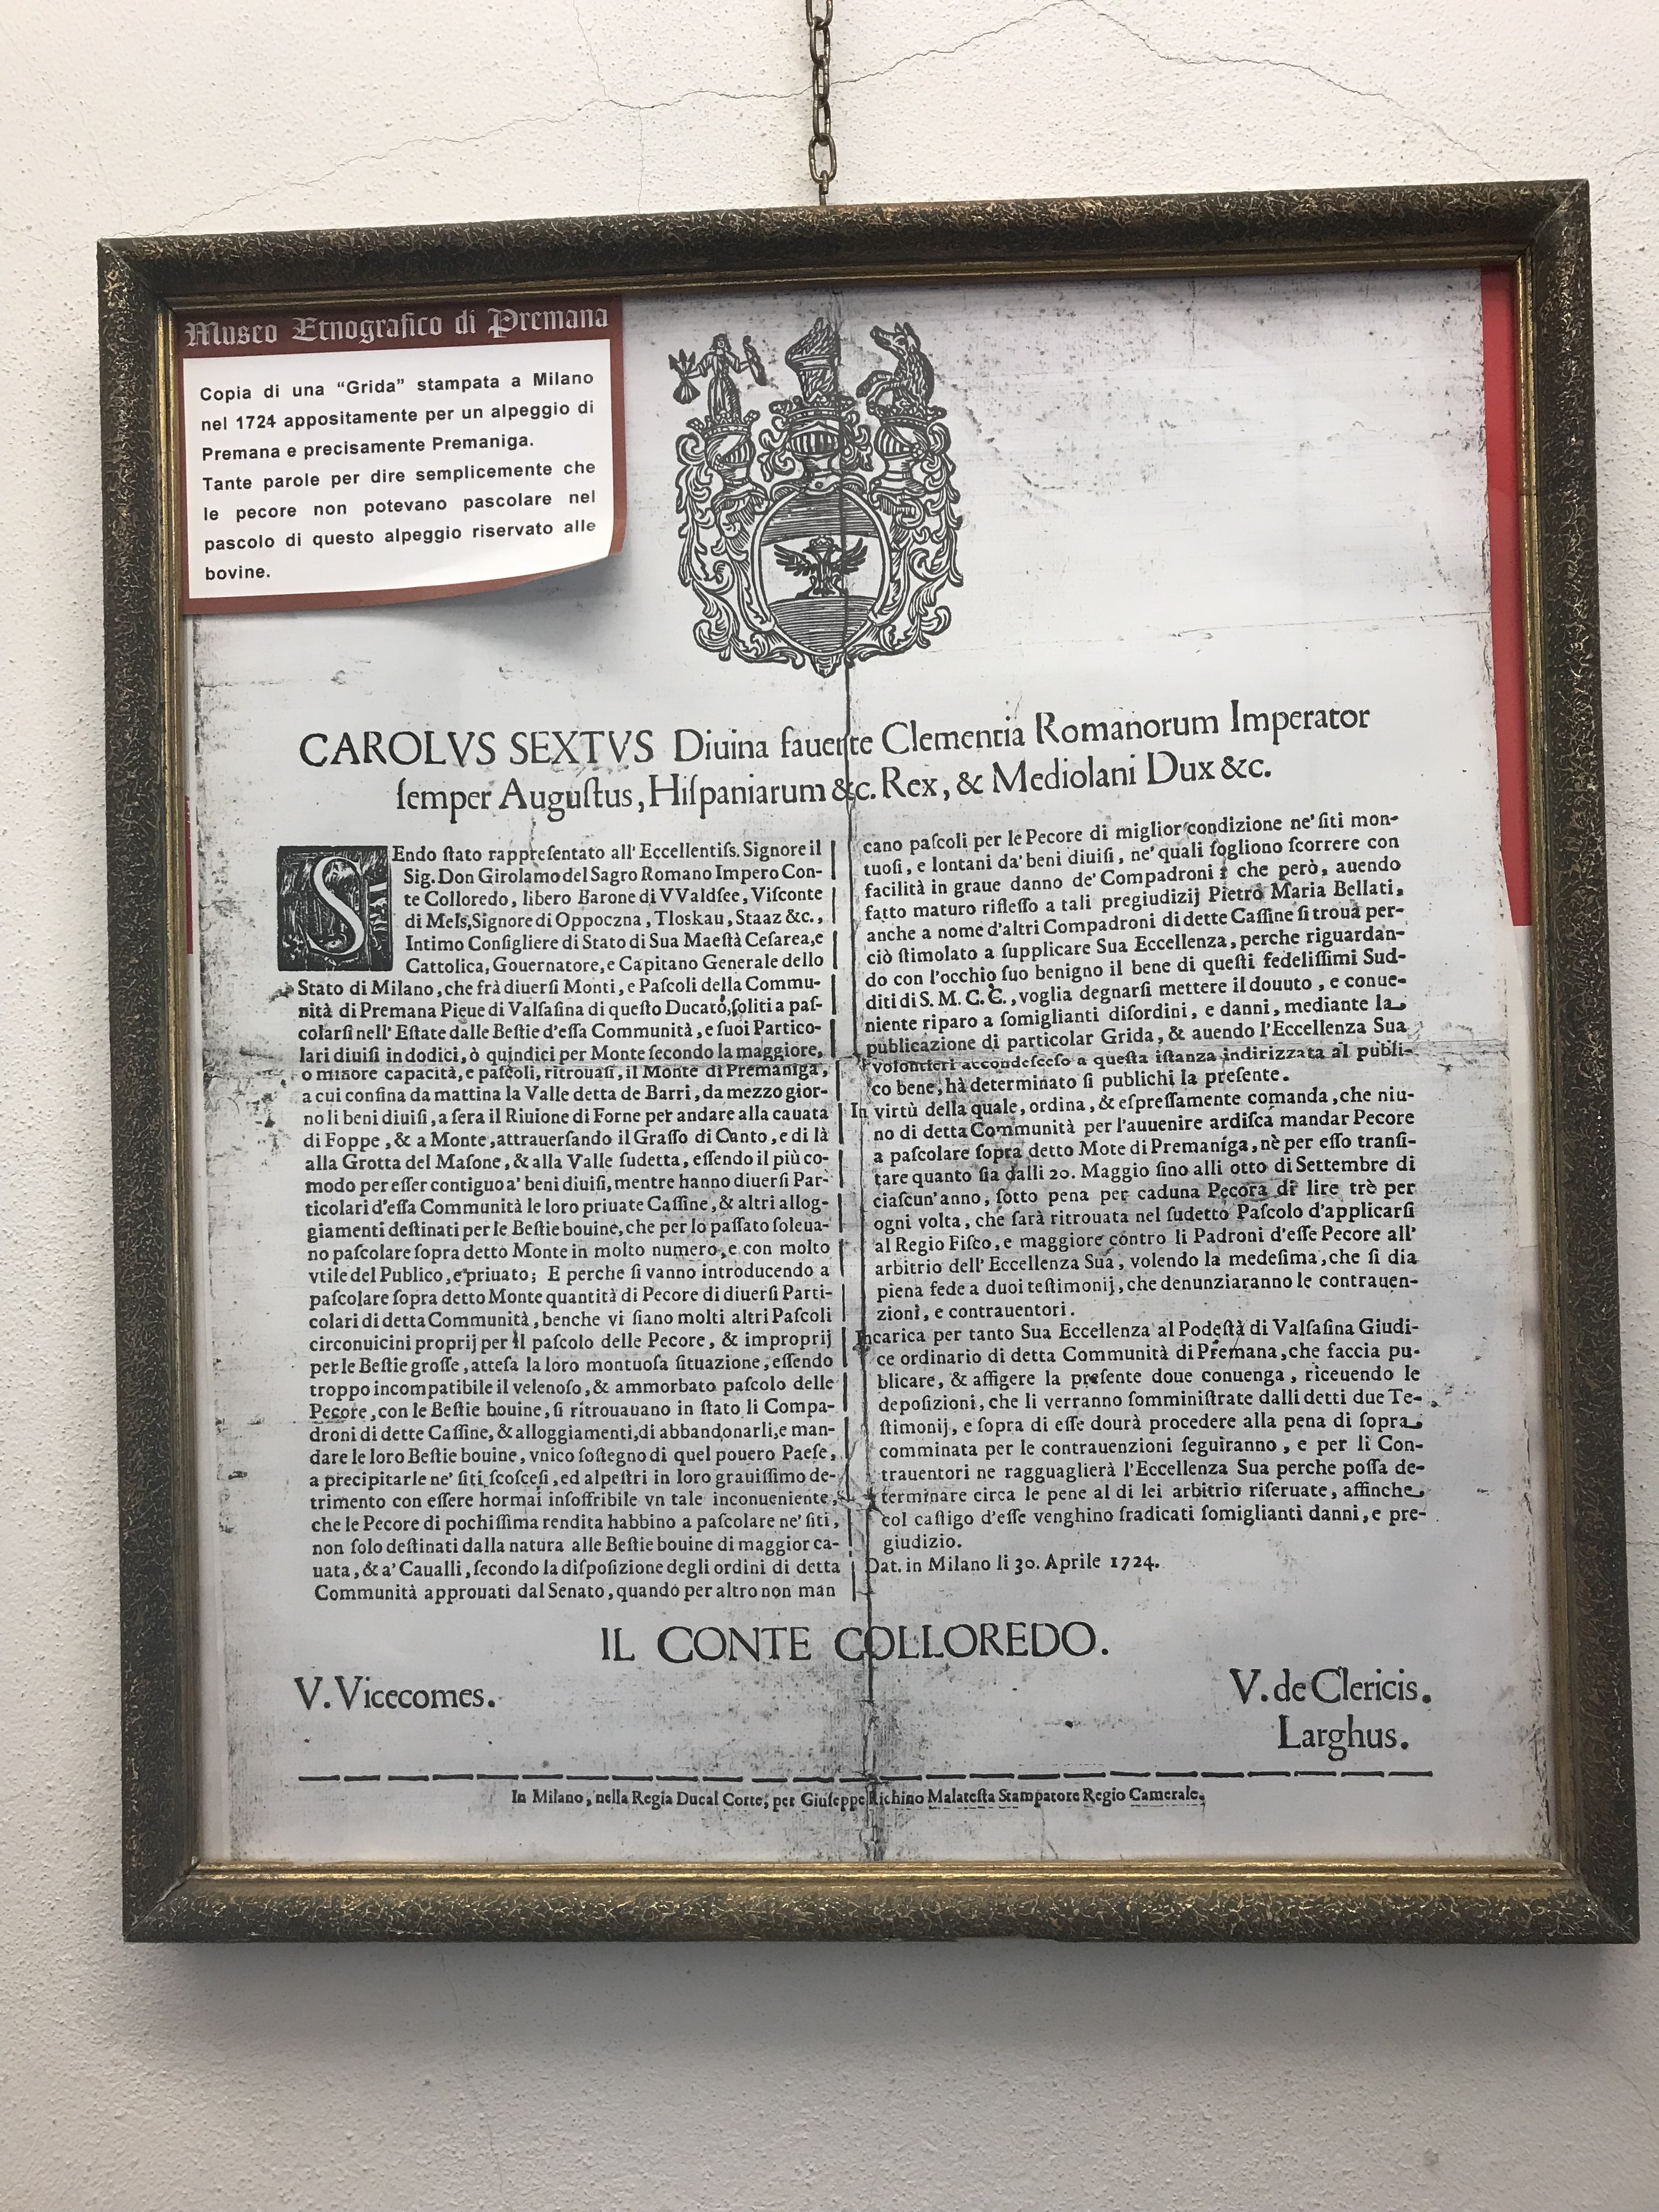 Museo Etnografico di Premana
Copia di una “Grida” stampata a Milano
nel 1724 appositamente per un alpeggio di
Premana e precisamente Premaniga.
Tante parole per dire semplicemente che
le pecore non potevano pascolare nel
pascolo di questo alpeggio riservato alle
bovine.
CAROLVS SEXTVS Diuina fauente Clementia Romanorum Imperator
ſemper Auguſtus, Hiſpaniarum &c. Rex, & Mediolani Dux &c.
SEndo ſtato rappreſentato all' Eccellentiſs. Signore il
Sig. Don Girolamo del Sagro Romano Impero Con-
te Colloredo, libero Barone di VValdſee, Viſconte
di Mels, Signore di Oppoczna, Tloskau, Staaz &c.,
Intimo Conſigliere di Stato di Sua Maeſtà Ceſarea, e
Cattolica, Gouernatore, e Capitano Generale dello
Stato di Milano, che frà diuerſi Monti, e Paſcoli della Commu-
nità di Premana Pieue di Valſaſina di queſto Ducato, ſoliti a paſ-
colarſi nell' Eſtate dalle Beſtie d'eſſa Communità, e ſuoi Partico-
lari diuiſi in dodici, ò quindici per Monte ſecondo la maggiore,
o minore capacità, e paſcoli, ritrouaſi, il Monte di Premaniga,
a cui confina da mattina la Valle detta de Barri, da mezzo gior-
no li beni diuiſi, a ſera il Riuione di Forne per andare alla cauata
di Foppe, & a Monte, attrauerſando il Graſſo di Canto, e di là
alla Grotta del Maſone, & alla Valle ſudetta, eſſendo il più co-
modo per eſſer contiguo a' beni diuiſi, mentre hanno diuerſi Par-
ticolari d'eſſa Communità le loro priuate Caſſine, & altri allog-
giamenti deſtinati per le Beſtie bouine, che per lo paſſato ſoleua-
no paſcolare ſopra detto Monte in molto numero, e con molto
vtile del Publico, e priuato; E perche ſi vanno introducendo a
paſcolare ſopra detto Monte quantità di Pecore di diuerſi Parti-
colari di detta Communità, benche vi ſiano molti altri Paſcoli
circonuicini proprij per il paſcolo delle Pecore, & improprij
per le Beſtie groſſe, atteſa la loro montuoſa ſituazione, eſſendo
troppo incompatibile il velenoſo, & ammorbato paſcolo delle
Pecore, con le Beſtie bouine, ſi ritrouauano in ſtato li Compa-
droni di dette Caſſine, & alloggiamenti, di abbandonarli, e man-
dare le loro Beſtie bouine, vnico ſoſtegno di quel pouero Paeſe,
a precipitarle ne' ſiti ſcoſceſi, ed alpeſtri in loro grauiſſimo de-
trimento con eſſere hormai inſoffribile vn tale inconueniente,
che le Pecore di pochiſſima rendita habbino a paſcolare ne' ſiti,
non ſolo deſtinati dalla natura alle Beſtie bouine di maggior ca-
uata, & a' Caualli, ſecondo la diſpoſizione degli ordini di detta
Communità approuati dal Senato, quando per altro non man
cano paſcoli per le Pecore di miglior condizione ne' ſiti mon-
tuoſi, e lontani da' beni diuiſi, ne' quali ſogliono ſcorrere con
facilità in graue danno de' Compadroni: che però, auendo
fatto maturo rifleſſo a tali pregiudizij Pietro Maria Bellati,
anche a nome d'altri Compadroni di dette Caſſine ſi troua per-
ciò ſtimolato a ſupplicare Sua Eccellenza, perche riguardan-
do con l'occhio ſuo benigno il bene di queſti fedeliſſimi Sud-
diti di S. M. C. C., voglia degnarſi mettere il douuto, e conue-
niente riparo a ſomiglianti diſordini, e danni, mediante la
publicazione di particolar Grida, & auendo l'Eccellenza Sua
volontieri accondeſceſo a queſta iſtanza indirizzata al publi-
co bene, hà determinato ſi publichi la preſente.
In virtù della quale, ordina, & eſpreſſamente comanda, che niu-
no di detta Communità per l'auuenire ardiſca mandar Pecore
a paſcolare ſopra detto Mote di Premaniga, nè per eſſo tranſi-
tare quanto ſia dalli 20. Maggio ſino alli otto di Settembre di
ciaſcun' anno, ſotto pena per caduna Pecora di lire trè per
ogni volta, che ſarà ritrouata nel ſudetto Paſcolo d'applicarſi
al Regio Fiſco, e maggiore contro li Padroni d'eſſe Pecore all'
arbitrio dell' Eccellenza Sua, volendo la medeſima, che ſi dia
piena fede a duoi teſtimonij, che denunziaranno le contrauen-
zioni, e contrauentori.
Incarica per tanto Sua Eccellenza al Podeſtà di Valſaſina Giudi-
ce ordinario di detta Communità di Premana, che faccia pu-
blicare, & affigere la preſente doue conuenga, riceuendo le
depoſizioni, che li verranno ſomminiſtrate dalli detti due Te-
ſtimonij, e ſopra di eſſe dourà procedere alla pena di ſopra
comminata per le contrauenzioni ſeguiranno, e per li Con-
trauentori ne ragguaglierà l'Eccellenza Sua perche poſſa de-
terminare circa le pene al di lei arbitrio riſeruate, affinche
col caſtigo d'eſſe venghino ſradicati ſomiglianti danni, e pre-
giudizio.
Dat. in Milano li 30. Aprile 1724.
IL CONTE COLLOREDO.
V. Vicecomes.
V. de Clericis.
Larghus.
In Milano, nella Regia Ducal Corte, per Giuſeppe Richino Malateſta Stampatore Regio Camerale.